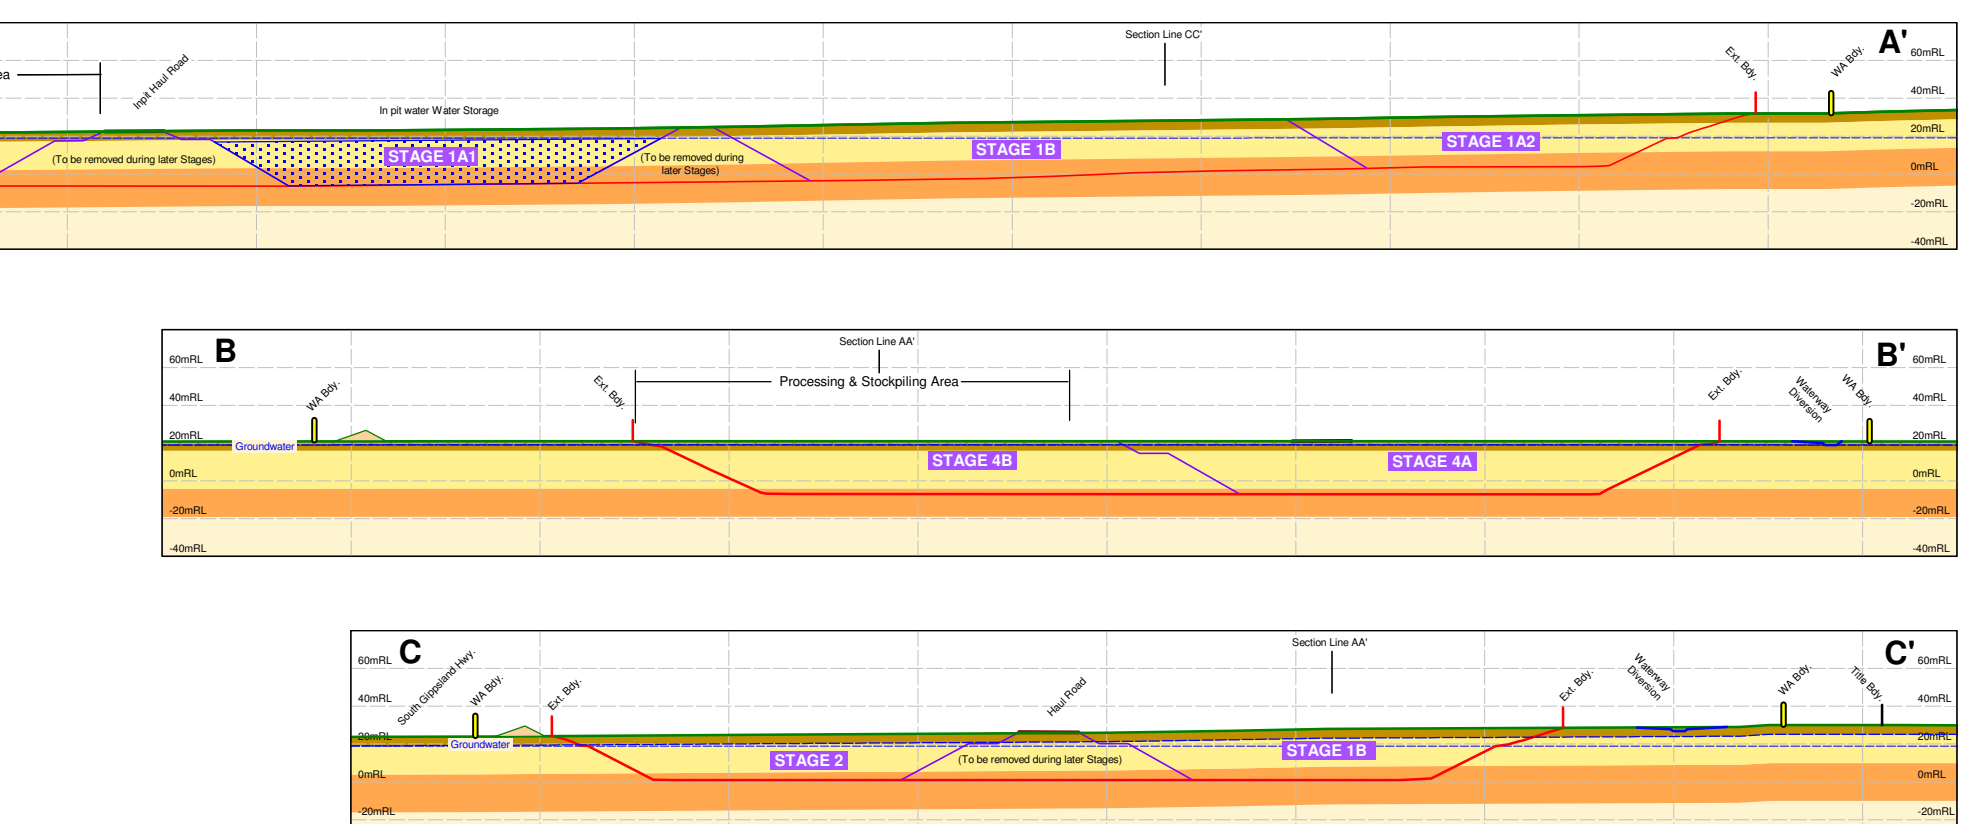 Section Line CC'
A'
60mRL
ea
Inpit Haul Road
Ext. Bdy.
WA Bdy.
40mRL
In pit water Water Storage
20mRL
STAGE 1A1
STAGE 1B
STAGE 1A2
(To be removed during later Stages)
(To be removed during
later Stages)
0mRL
-20mRL
-40mRL
B
Section Line AA'
B'
60mRL
60mRL
Processing & Stockpiling Area
WA Bdy.
Ext. Bdy.
Ext. Bdy.
Waterway
Diversion
WA Bdy.
40mRL
40mRL
20mRL
20mRL
Groundwater
STAGE 4B
STAGE 4A
0mRL
0mRL
-20mRL
-20mRL
-40mRL
-40mRL
C
Section Line AA'
C'
60mRL
60mRL
South Gippsland Hwy.
WA Bdy.
Ext. Bdy.
Haul Road
Ext. Bdy.
Waterway
Diversion
WA Bdy.
Title Bdy.
40mRL
40mRL
20mRL
20mRL
Groundwater
STAGE 2
(To be removed during later Stages)
STAGE 1B
0mRL
0mRL
-20mRL
-20mRL